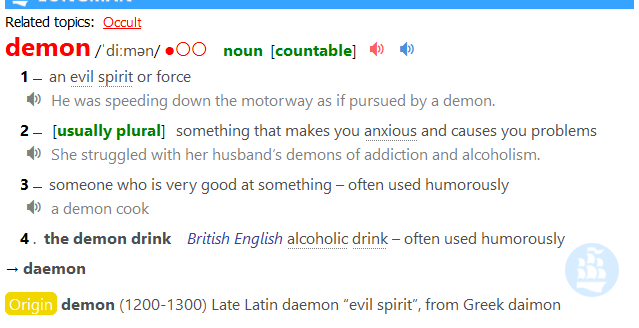 Related topics: Occult
demon /ˈdiːmən/ ●○○ noun [countable]
1 – an evil spirit or force
He was speeding down the motorway as if pursued by a demon.
2 – [usually plural] something that makes you anxious and causes you problems
She struggled with her husband’s demons of addiction and alcoholism.
3 – someone who is very good at something – often used humorously
a demon cook
4 . the demon drink British English alcoholic drink – often used humorously
→ daemon
Origin demon (1200-1300) Late Latin daemon “evil spirit”, from Greek daimon